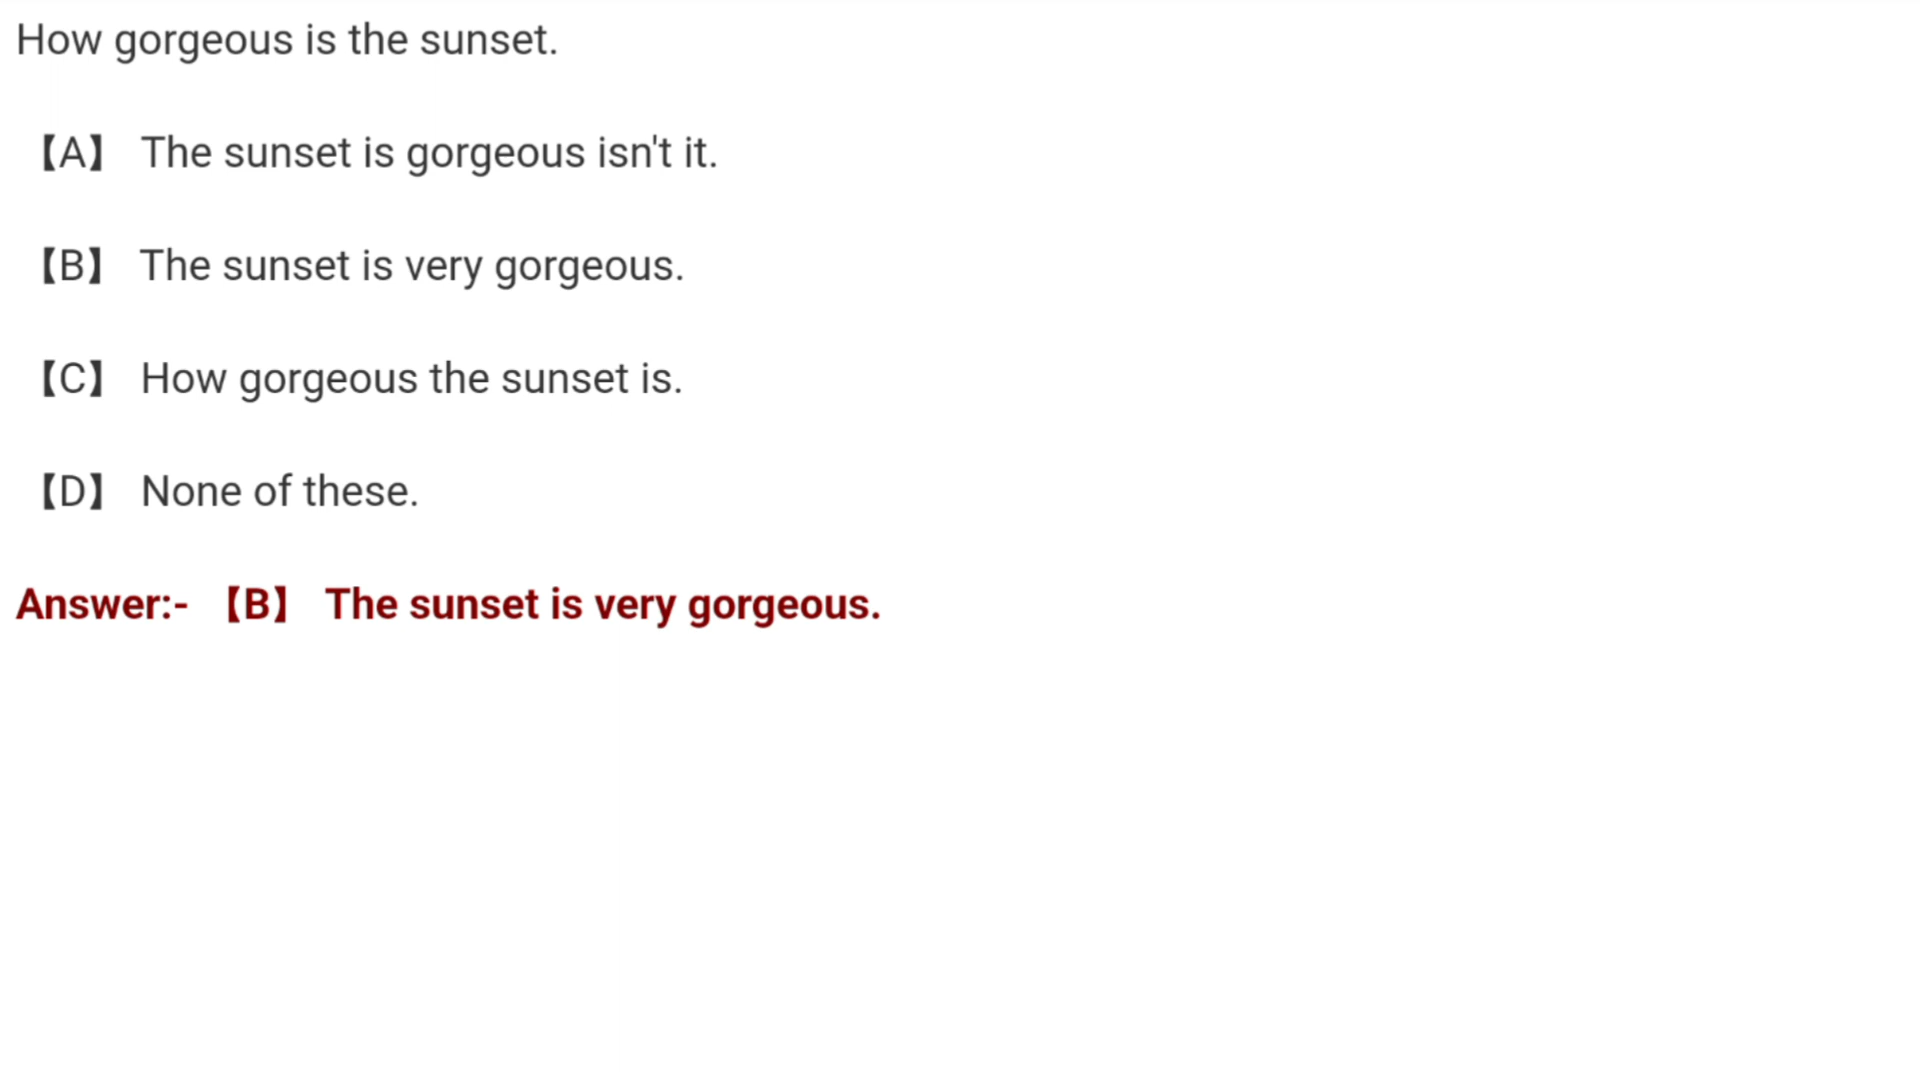 How gorgeous is the sunset.
【A】 The sunset is gorgeous isn't it.
【B】 The sunset is very gorgeous.
【C】 How gorgeous the sunset is.
【D】 None of these.
Answer:- 【B】 The sunset is very gorgeous.